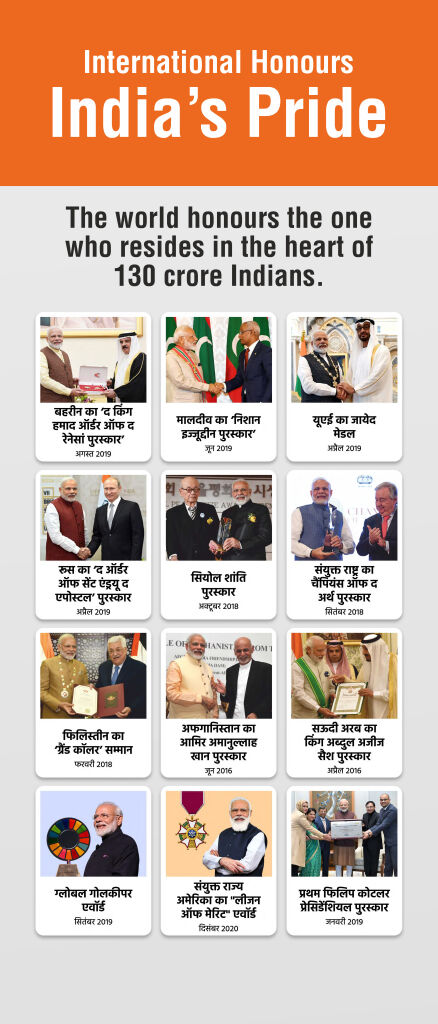 International Honours
India's Pride
The world honours the one
who resides in the heart of
130 crore Indians.
बहरीन का 'द किंग
हमाद ऑर्डर ऑफ द
रेनेसां पुरस्कार'
अगस्त 2019
मालदीव का 'निशान
इज्जूद्दीन पुरस्कार'
जून 2019
यूएई का जायेद
मेडल
अप्रैल 2019
रूस का 'द ऑर्डर
ऑफ सेंट एंड्रयू द
एपोस्टल' पुरस्कार
अप्रैल 2019
सियोल शांति
पुरस्कार
अक्टूबर 2018
संयुक्त राष्ट्र का
चैंपियंस ऑफ द
अर्थ पुरस्कार
सितंबर 2018
फिलिस्तीन का
'ग्रैंड कॉलर' सम्मान
फरवरी 2018
अफगानिस्तान का
आमिर अमानुल्लाह
खान पुरस्कार
जून 2016
सऊदी अरब का
किंग अब्दुल अजीज
सैश पुरस्कार
अप्रैल 2016
ग्लोबल गोलकीपर
एवॉर्ड
सितंबर 2019
संयुक्त राज्य
अमेरिका का "लीजन
ऑफ मेरिट" एवॉर्ड
दिसंबर 2020
प्रथम फिलिप कोटलर
प्रेसिडेंशियल पुरस्कार
जनवरी 2019